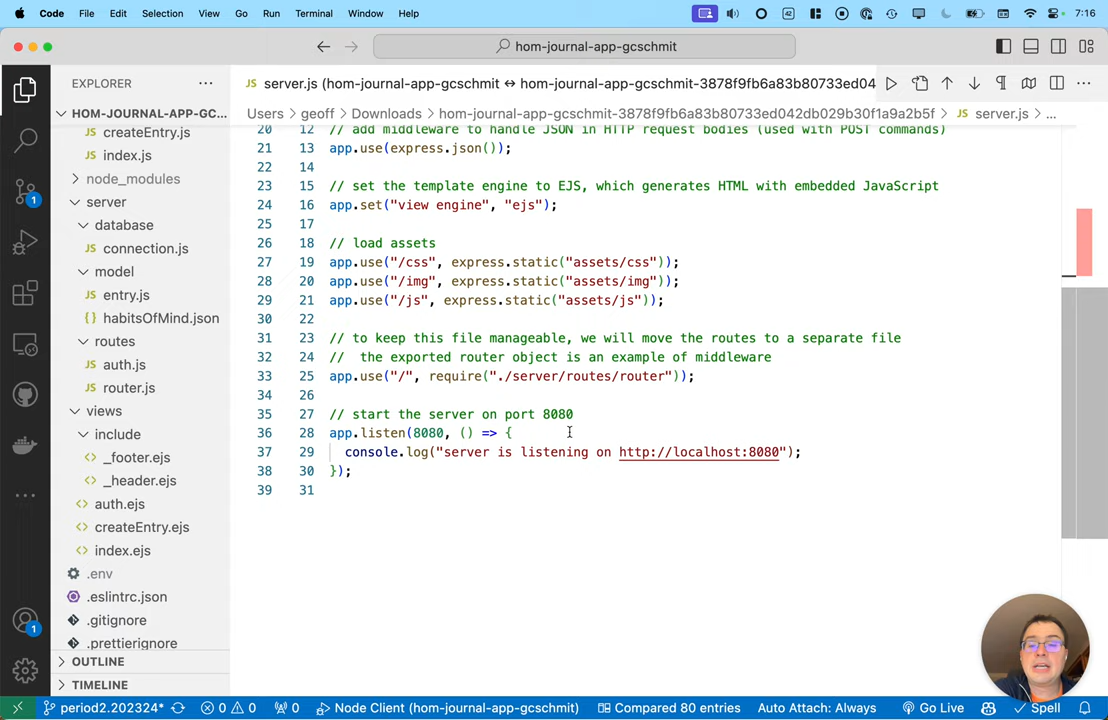 Code File Edit Selection View Go Run Terminal Window Help 42 7:16
hom-journal-app-gcschmit
EXPLORER
server.js (hom-journal-app-gcschmit ↔ hom-journal-app-gcschmit-3878f9fb6a83b80733ed04
HOM-JOURNAL-APP-GC...
Users > geoff > Downloads > hom-journal-app-gcschmit-3878f9fb6a83b80733ed042db029b30f1a9a2b5f > JS server.js > ...
JS createEntry.js
JS index.js
node_modules
server
database
JS connection.js
model
JS entry.js
{} habitsOfMind.json
routes
JS auth.js
JS router.js
views
include
<> _footer.ejs
<> _header.ejs
<> auth.ejs
<> createEntry.ejs
<> index.ejs
.env
.eslintrc.json
.gitignore
.prettierignore
OUTLINE
TIMELINE
20 12 // add middleware to handle JSON in HTTP request bodies (used with POST commands)
21 13 app.use(express.json());
22 14
23 15 // set the template engine to EJS, which generates HTML with embedded JavaScript
24 16 app.set("view engine", "ejs");
25 17
26 18 // load assets
27 19 app.use("/css", express.static("assets/css"));
28 20 app.use("/img", express.static("assets/img"));
29 21 app.use("/js", express.static("assets/js"));
30 22
31 23 // to keep this file manageable, we will move the routes to a separate file
32 24 //  the exported router object is an example of middleware
33 25 app.use("/", require("./server/routes/router"));
34 26
35 27 // start the server on port 8080
36 28 app.listen(8080, () => {
37 29   console.log("server is listening on http://localhost:8080");
38 30 });
39 31
1
1
period2.202324* 0 0 0 Node Client (hom-journal-app-gcschmit) Compared 80 entries Auto Attach: Always Go Live Spell